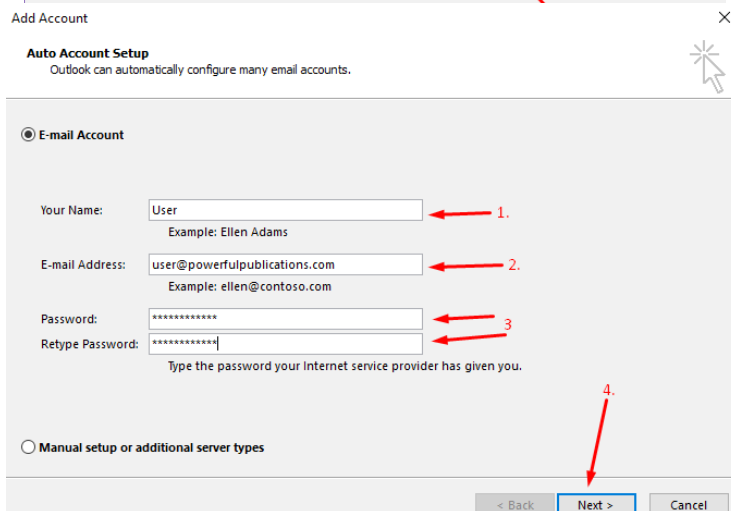 Add Account
Auto Account Setup
Outlook can automatically configure many email accounts.
E-mail Account
Your Name: User 1.
Example: Ellen Adams
E-mail Address: user@powerfulpublications.com 2.
Example: ellen@contoso.com
Password: ************ 3
Retype Password: ************
Type the password your Internet service provider has given you.
4.
Manual setup or additional server types
< Back Next > Cancel